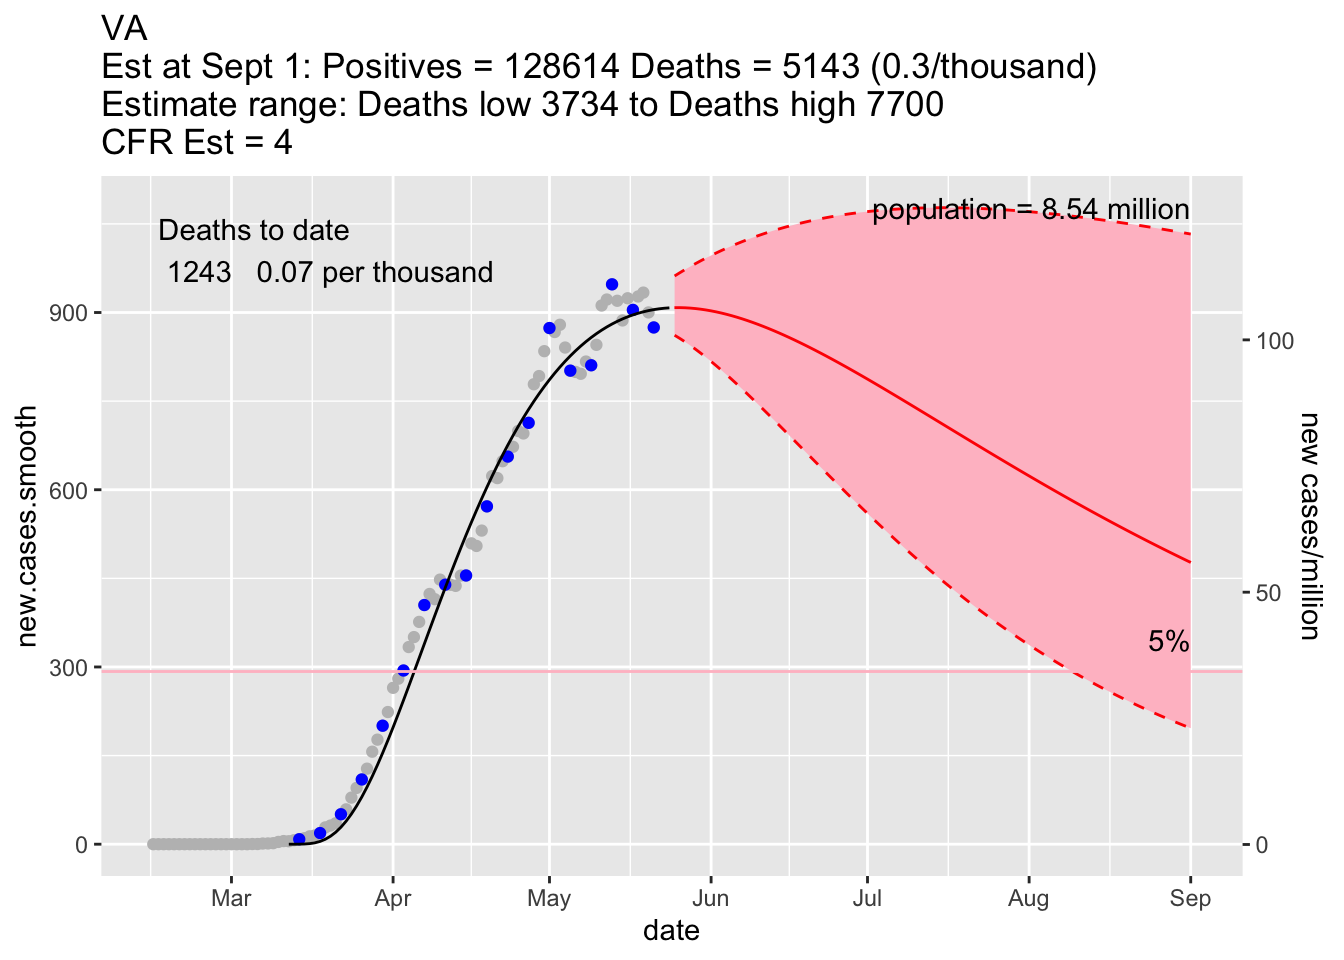 VA
Est at Sept 1: Positives = 128614 Deaths = 5143 (0.3/thousand)
Estimate range: Deaths low 3734 to Deaths high 7700
CFR Est = 4
population = 8.54 million
Deaths to date
1243 0.07 per thousand
900
600
300
0
new.cases.smooth
100
50
0
new cases/million
5%
Mar Apr May Jun Jul Aug Sep
date